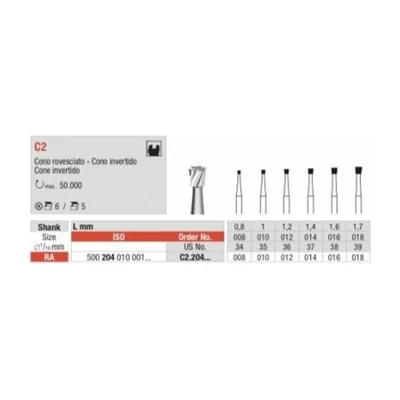 C2
Cono rovesciato - Cono invertido
Cone invertido
max. 50.000
6 / 5
Shank L mm 0,8 1 1,2 1,4 1,6 1,7
Size ISO Order No. 008 010 012 014 016 018
Ø 1/10 mm US No. 34 35 36 37 38 39
RA 500 204 010 001... C2.204... 008 010 012 014 016 018